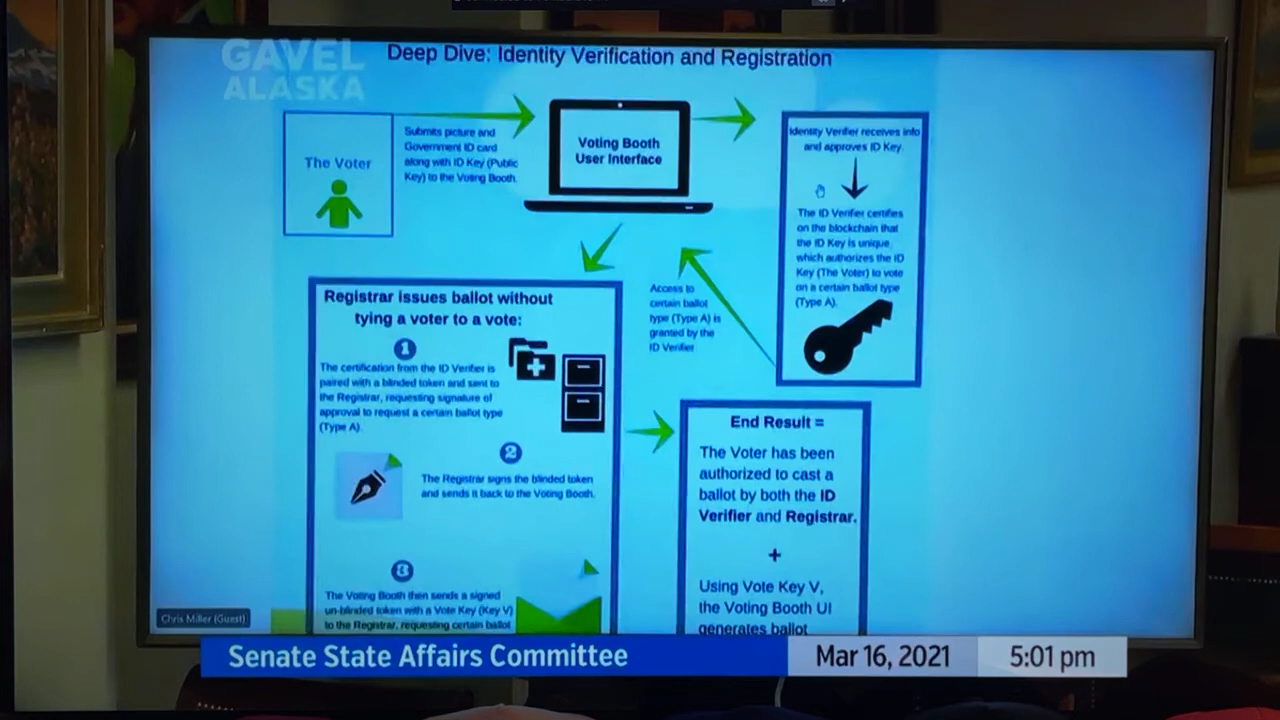 GAVEL
ALASKA
Deep Dive: Identity Verification and Registration
The Voter
Submits picture and
Government ID card
along with ID Key (Public
Key) to the Voting Booth.
Voting Booth
User Interface
Identity Verifier receives info
and approves ID Key.
The ID Verifier certifies
on the blockchain that
the ID Key is unique,
which authorizes the ID
Key (The Voter) to vote
on a certain ballot type
(Type A).
Access to
certain ballot
type (Type A) is
granted by the
ID Verifier
Registrar issues ballot without
tying a voter to a vote:
1
The certification from the ID Verifier is
paired with a blinded token and sent to
the Registrar, requesting signature of
approval to request a certain ballot type
(Type A).
2
The Registrar signs the blinded token
and sends it back to the Voting Booth.
3
The Voting Booth then sends a signed
un-blinded token with a Vote Key (Key V)
to the Registrar, requesting certain ballot
End Result =
The Voter has been
authorized to cast a
ballot by both the ID
Verifier and Registrar.
+
Using Vote Key V,
the Voting Booth UI
generates ballot
Chris Miller (Guest)
Senate State Affairs Committee
Mar 16, 2021
5:01 pm